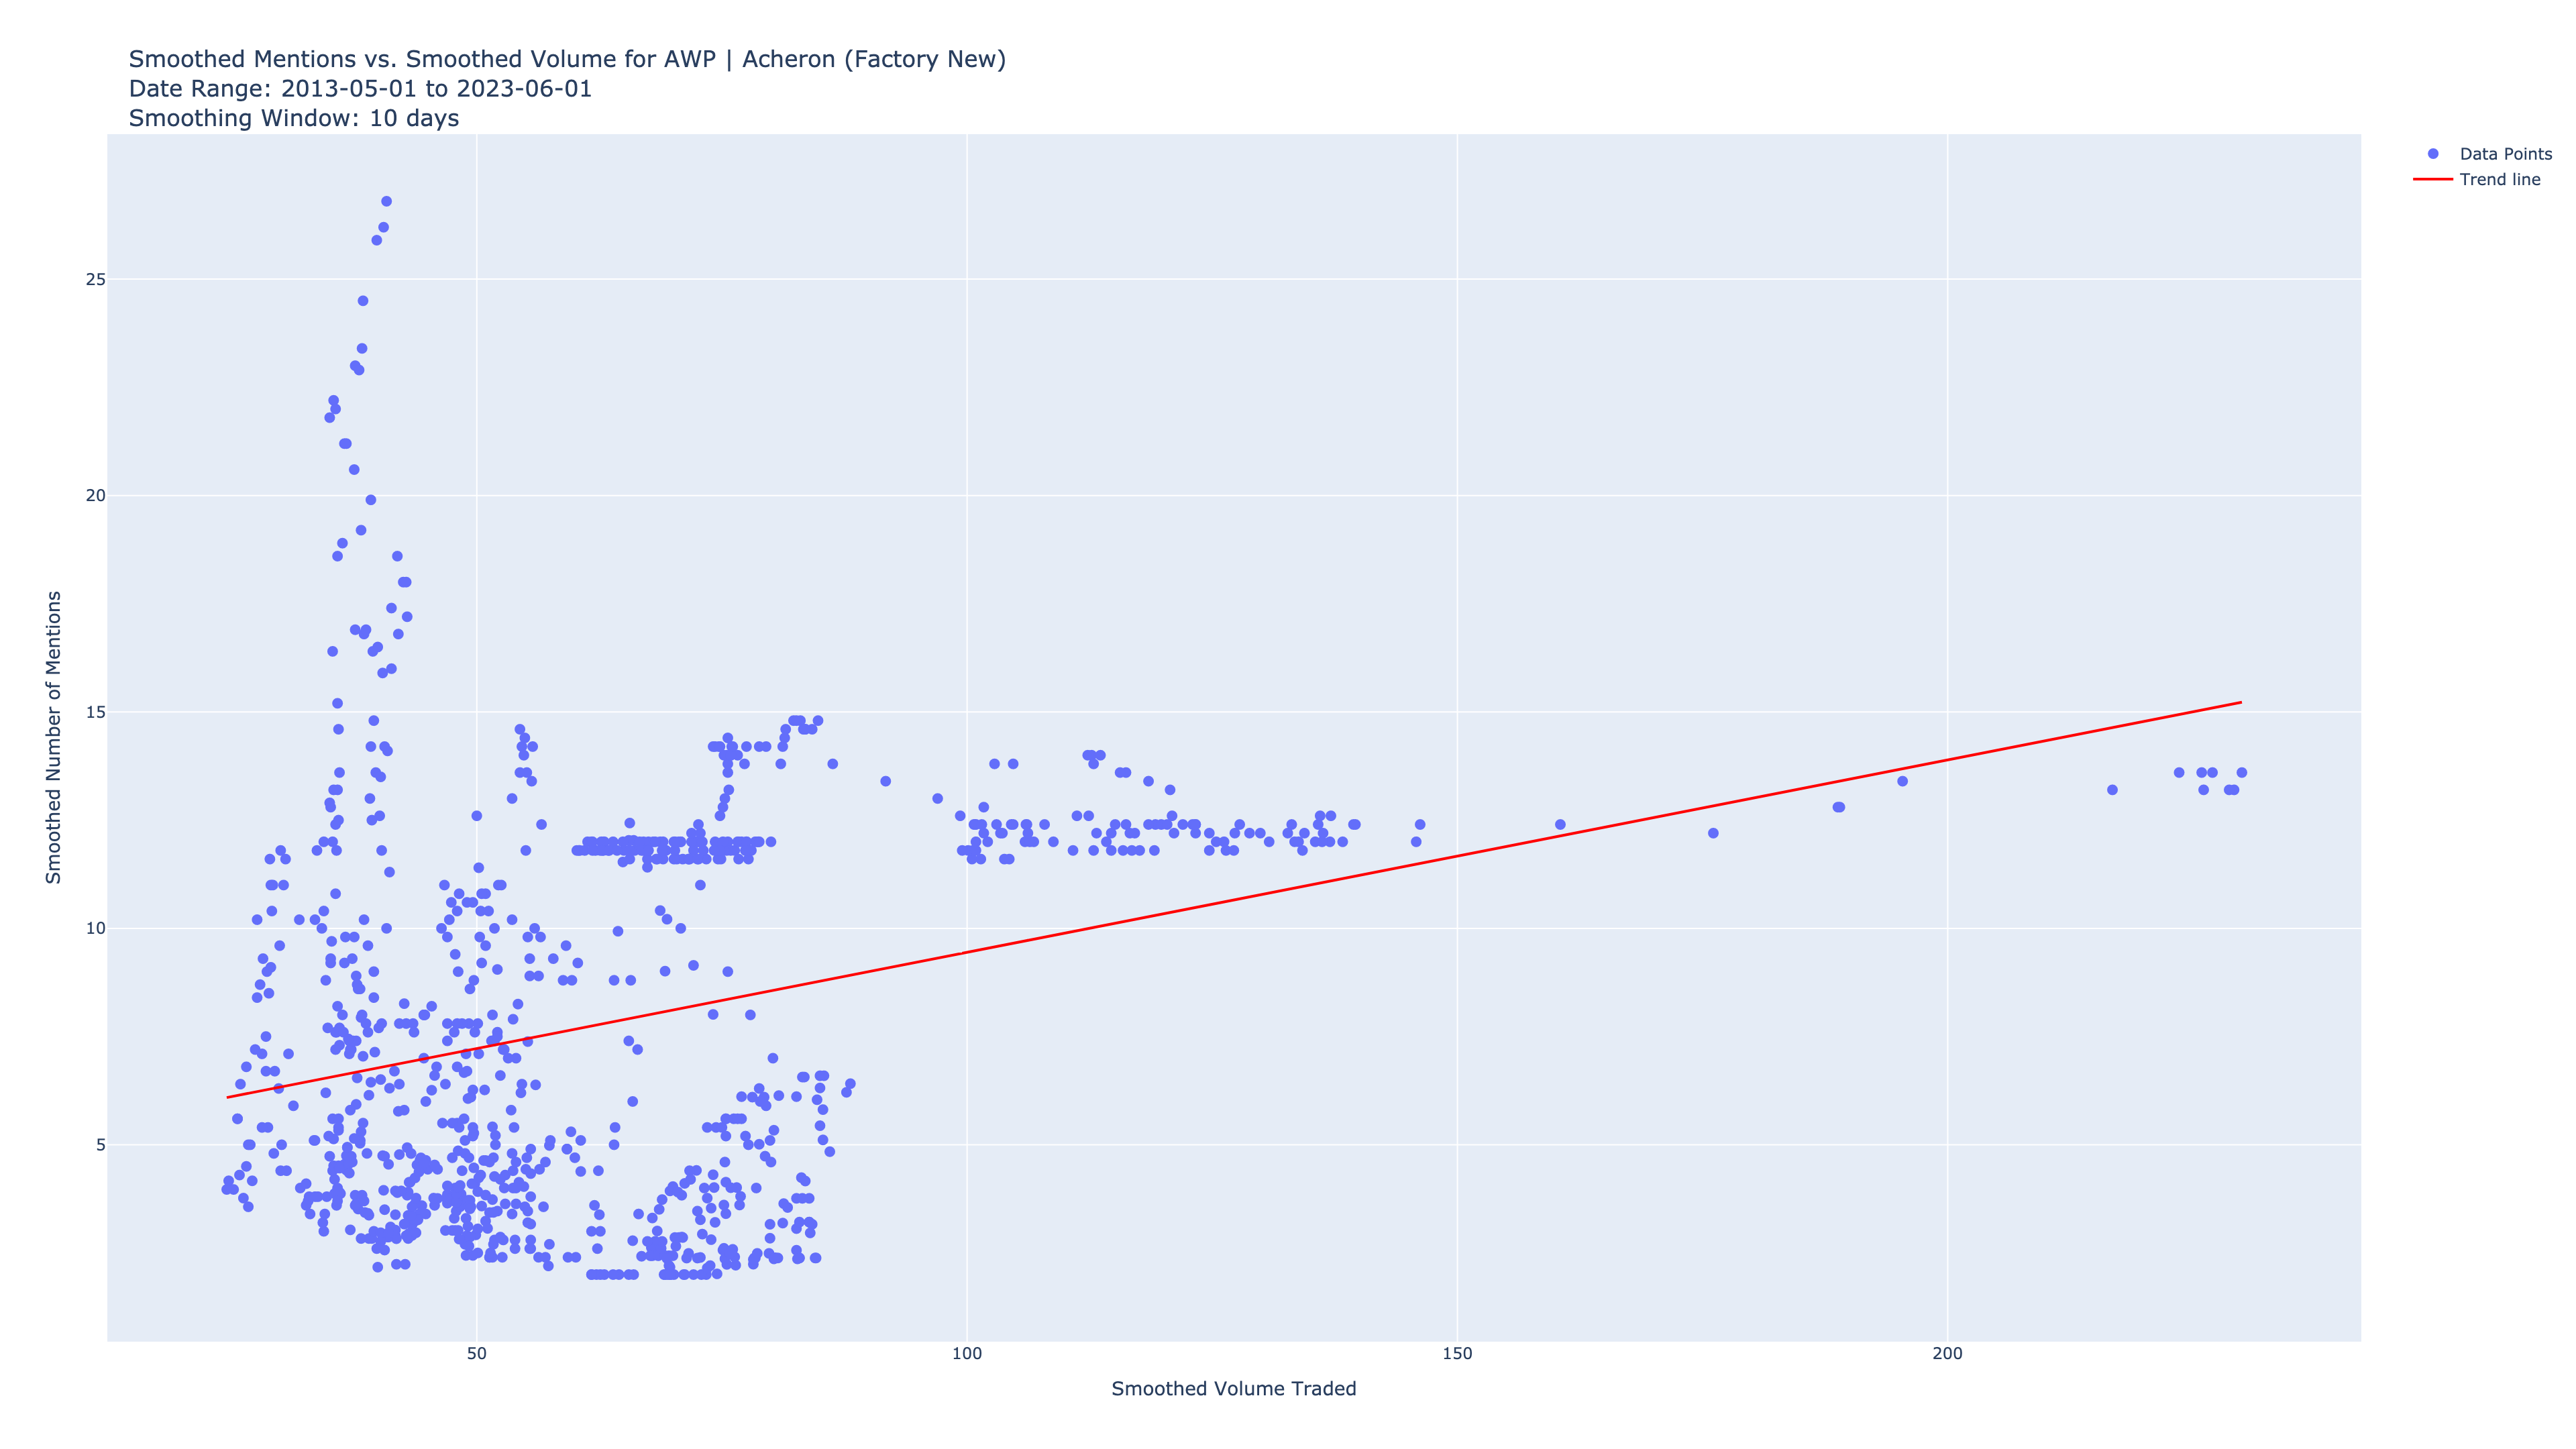 Smoothed Mentions vs. Smoothed Volume for AWP | Acheron (Factory New)
Date Range: 2013-05-01 to 2023-06-01
Smoothing Window: 10 days
Data Points
Trend line
25
20
15
10
5
Smoothed Number of Mentions
50
100
150
200
Smoothed Volume Traded